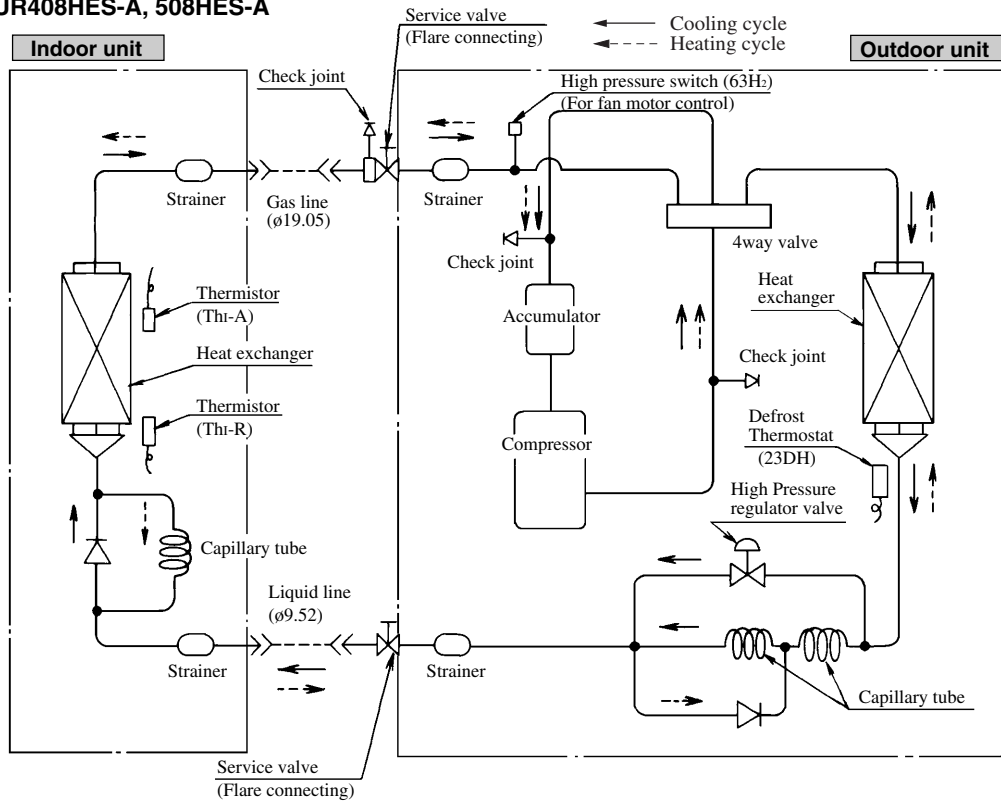 UR408HES-A, 508HES-A
Service valve
(Flare connecting)
Cooling cycle
Heating cycle
Indoor unit
Outdoor unit
Check joint
High pressure switch (63H2)
(For fan motor control)
Strainer
Gas line
(ø19.05)
Strainer
4way valve
Check joint
Heat
exchanger
Thermistor
(ThI-A)
Accumulator
Heat exchanger
Check joint
Thermistor
(ThI-R)
Compressor
Defrost
Thermostat
(23DH)
High Pressure
regulator valve
Capillary tube
Liquid line
(ø9.52)
Strainer
Strainer
Capillary tube
Service valve
(Flare connecting)